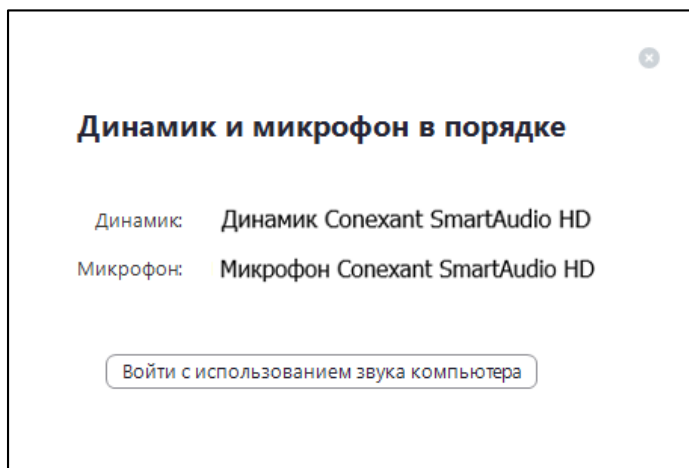 Динамик и микрофон в порядке
Динамик: Динамик Conexant SmartAudio HD
Микрофон: Микрофон Conexant SmartAudio HD
Войти с использованием звука компьютера